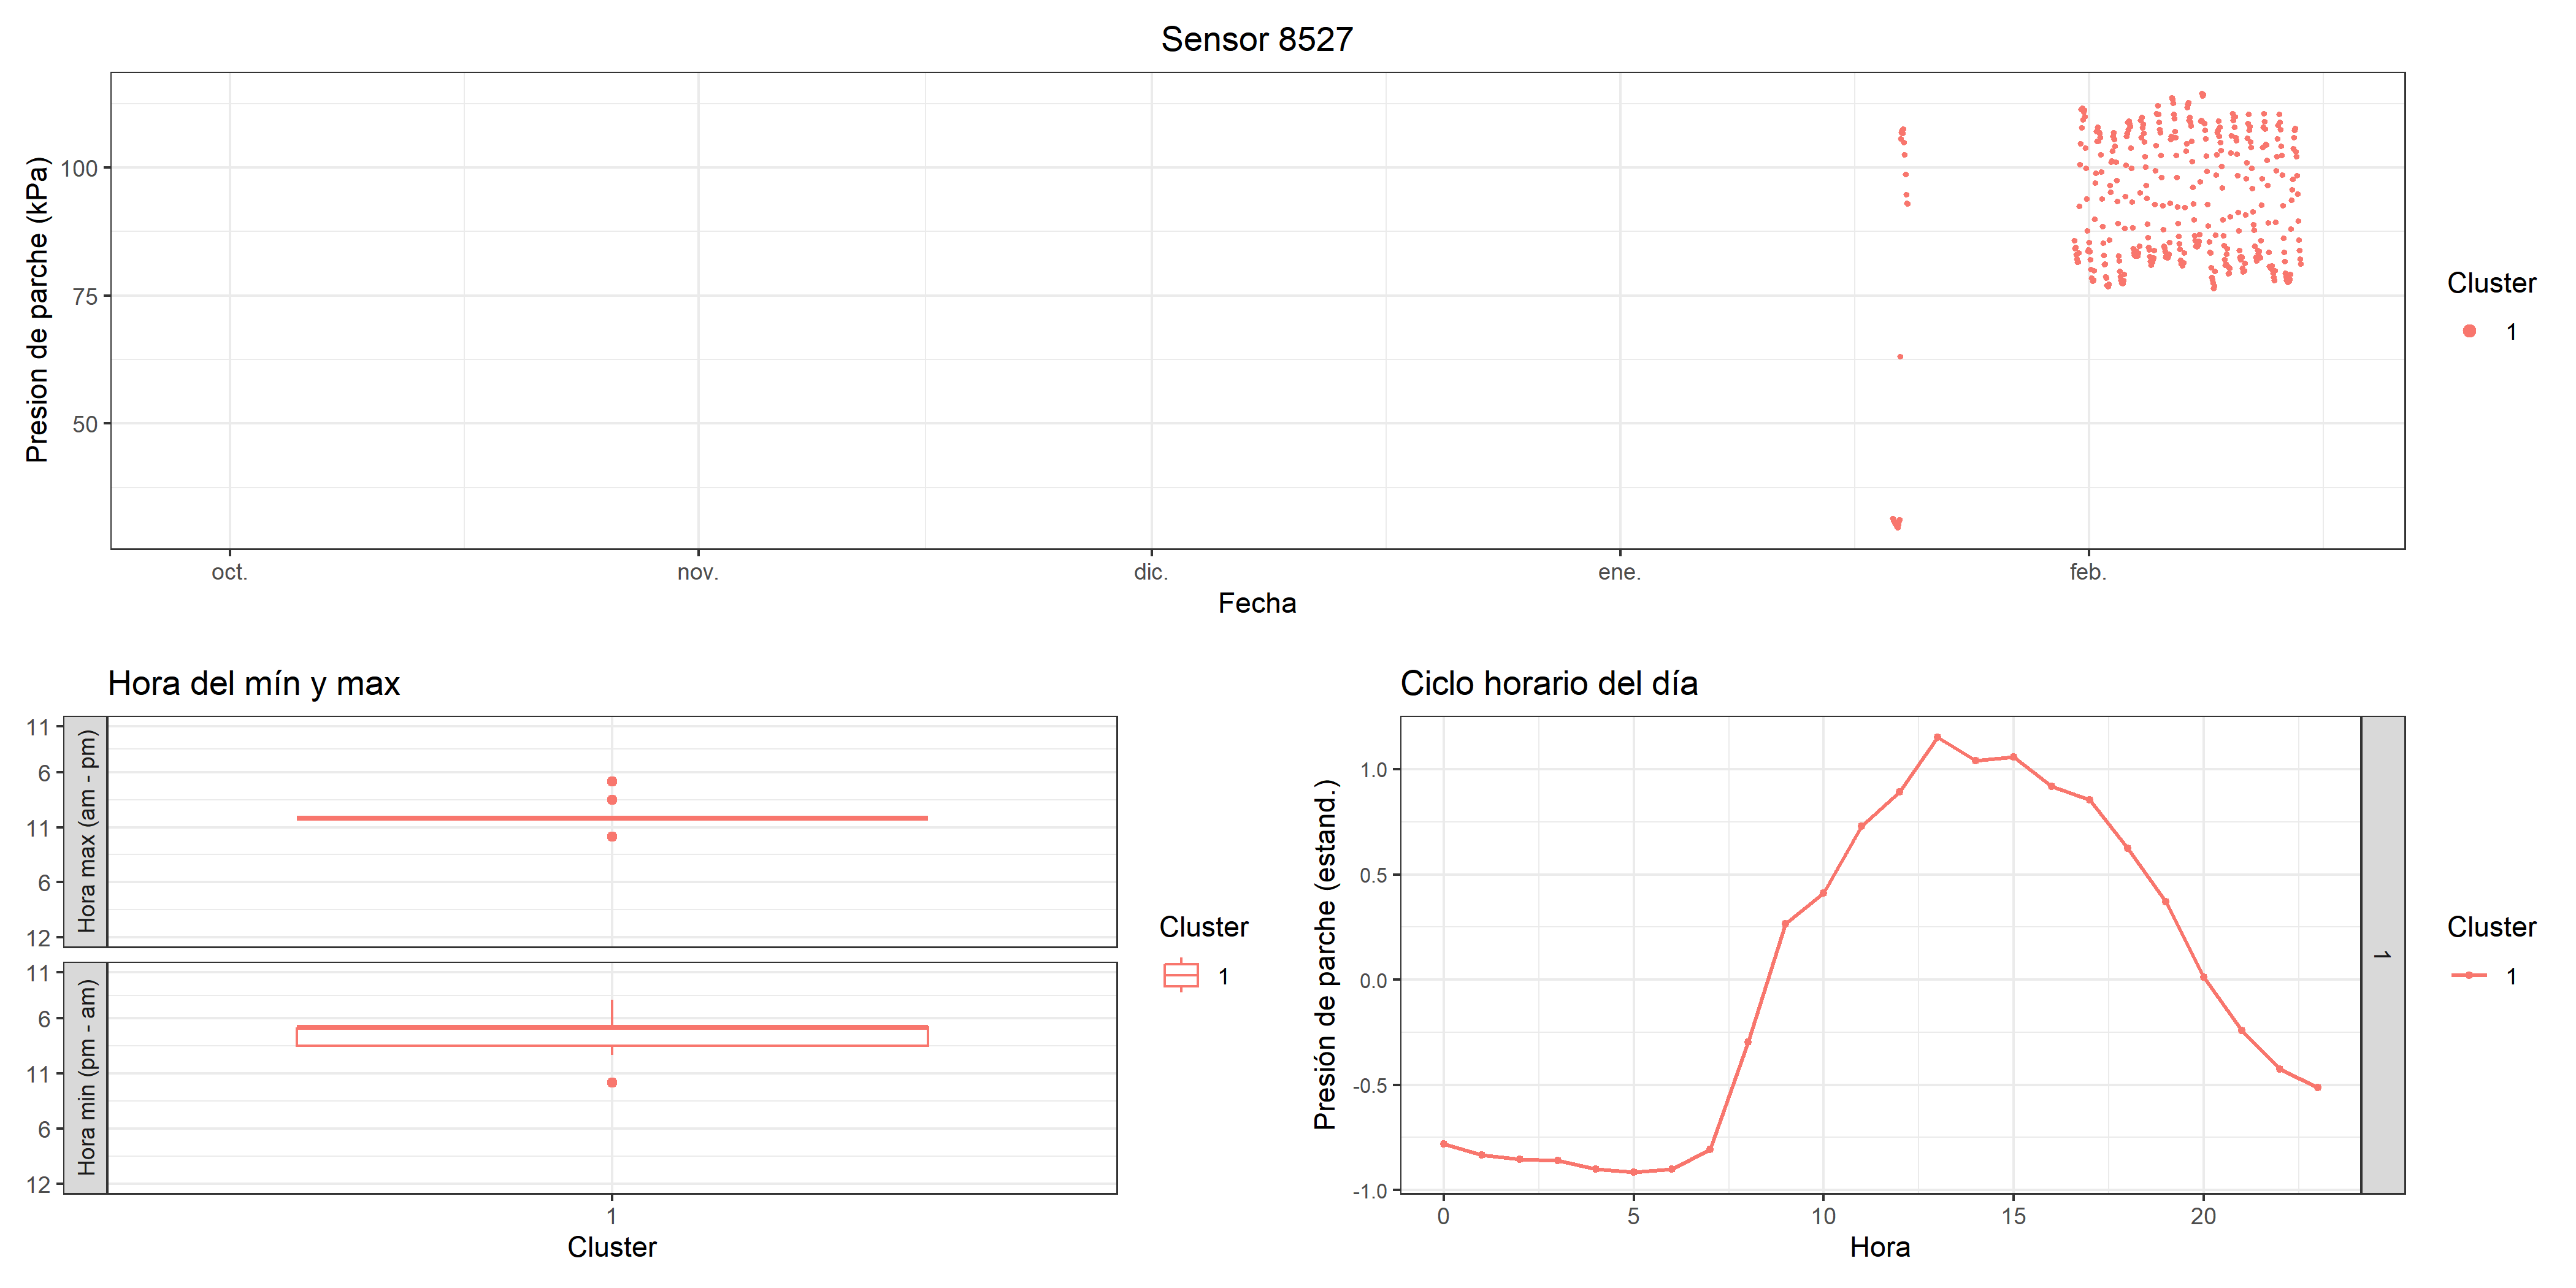 Sensor 8527
Presion de parche (kPa)
100
75
50
oct.
nov.
dic.
ene.
feb.
Fecha
Cluster
1
Hora del mín y max
Hora max (am - pm)
11
6
11
6
12
Hora min (pm - am)
11
6
11
6
12
1
Cluster
Cluster
1
Ciclo horario del día
Presión de parche (estand.)
1.0
0.5
0.0
-0.5
-1.0
0
5
10
15
20
Hora
1
Cluster
1